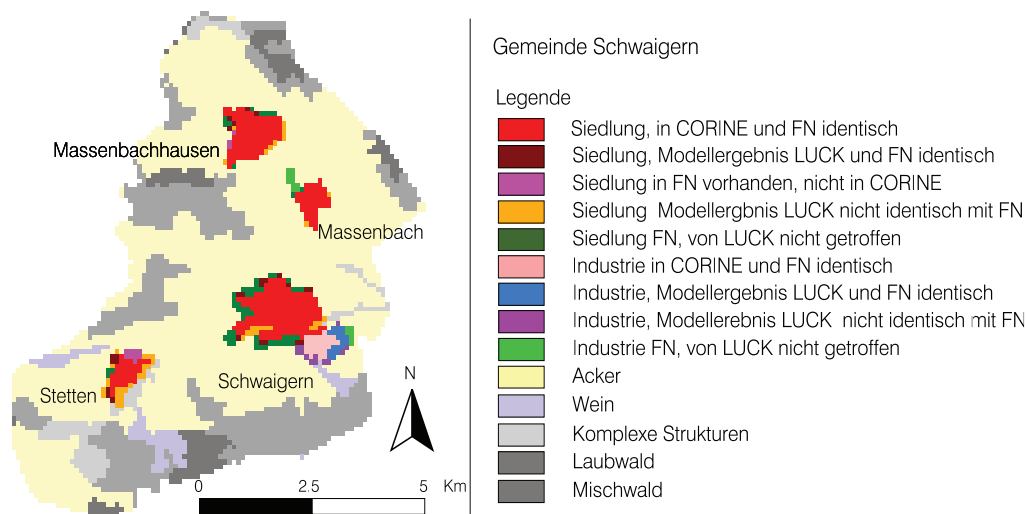 Gemeinde Schwaigern
Legende
Siedlung, in CORINE und FN identisch
Siedlung, Modellergebnis LUCK und FN identisch
Siedlung in FN vorhanden, nicht in CORINE
Siedlung Modellergbnis LUCK nicht identisch mit FN
Siedlung FN, von LUCK nicht getroffen
Industrie in CORINE und FN identisch
Industrie, Modellergebnis LUCK und FN identisch
Industrie, Modellerebnis LUCK nicht identisch mit FN
Industrie FN, von LUCK nicht getroffen
Acker
Wein
Komplexe Strukturen
Laubwald
Mischwald
Massenbachhausen
Massenbach
Schwaigern
Stetten
N
0 2.5 5 Km